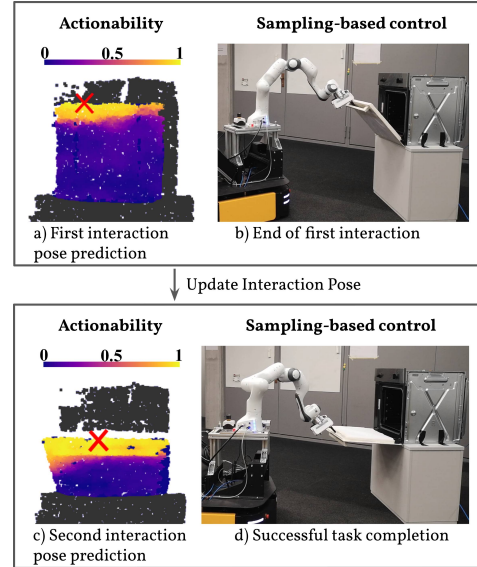 Actionability
Sampling-based control
0
0.5
1
a) First interaction
pose prediction
b) End of first interaction
Update Interaction Pose
Actionability
Sampling-based control
0
0.5
1
c) Second interaction
pose prediction
d) Successful task completion